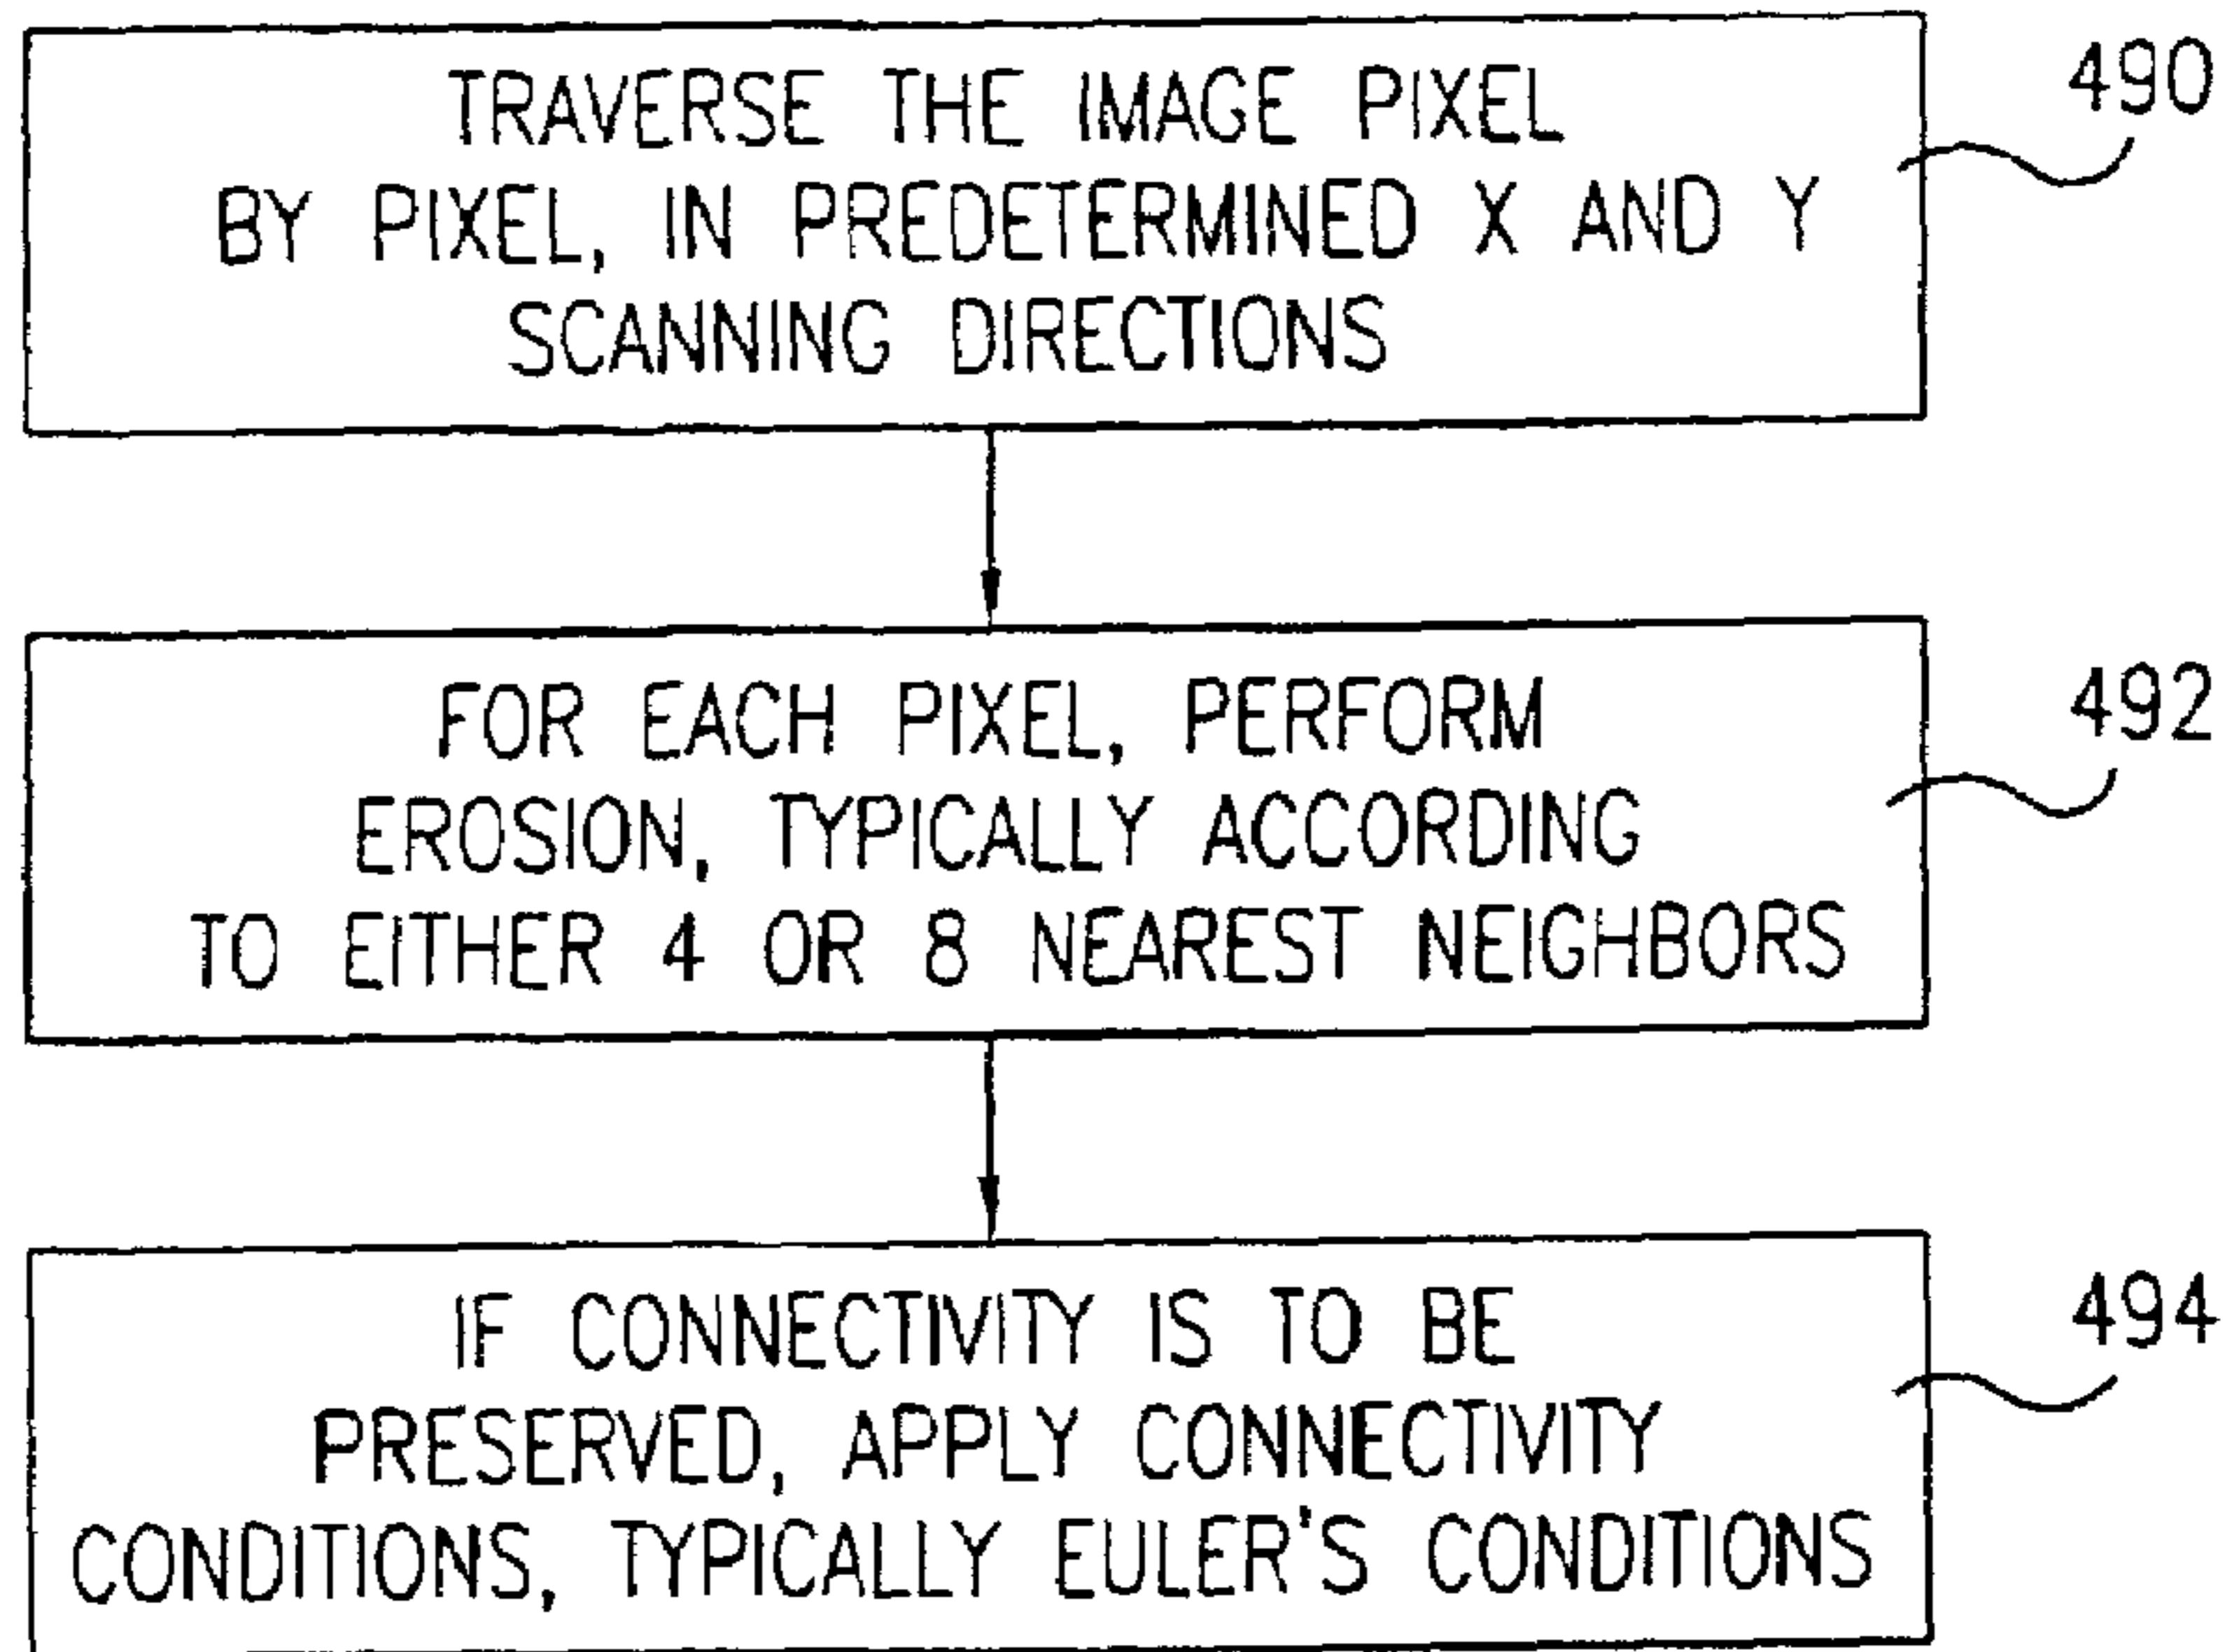 TRAVERSE THE IMAGE PIXEL
BY PIXEL, IN PREDETERMINED X AND Y
SCANNING DIRECTIONS
490
FOR EACH PIXEL, PERFORM
EROSION, TYPICALLY ACCORDING
TO EITHER 4 OR 8 NEAREST NEIGHBORS
492
IF CONNECTIVITY IS TO BE
PRESERVED, APPLY CONNECTIVITY
CONDITIONS, TYPICALLY EULER'S CONDITIONS
494